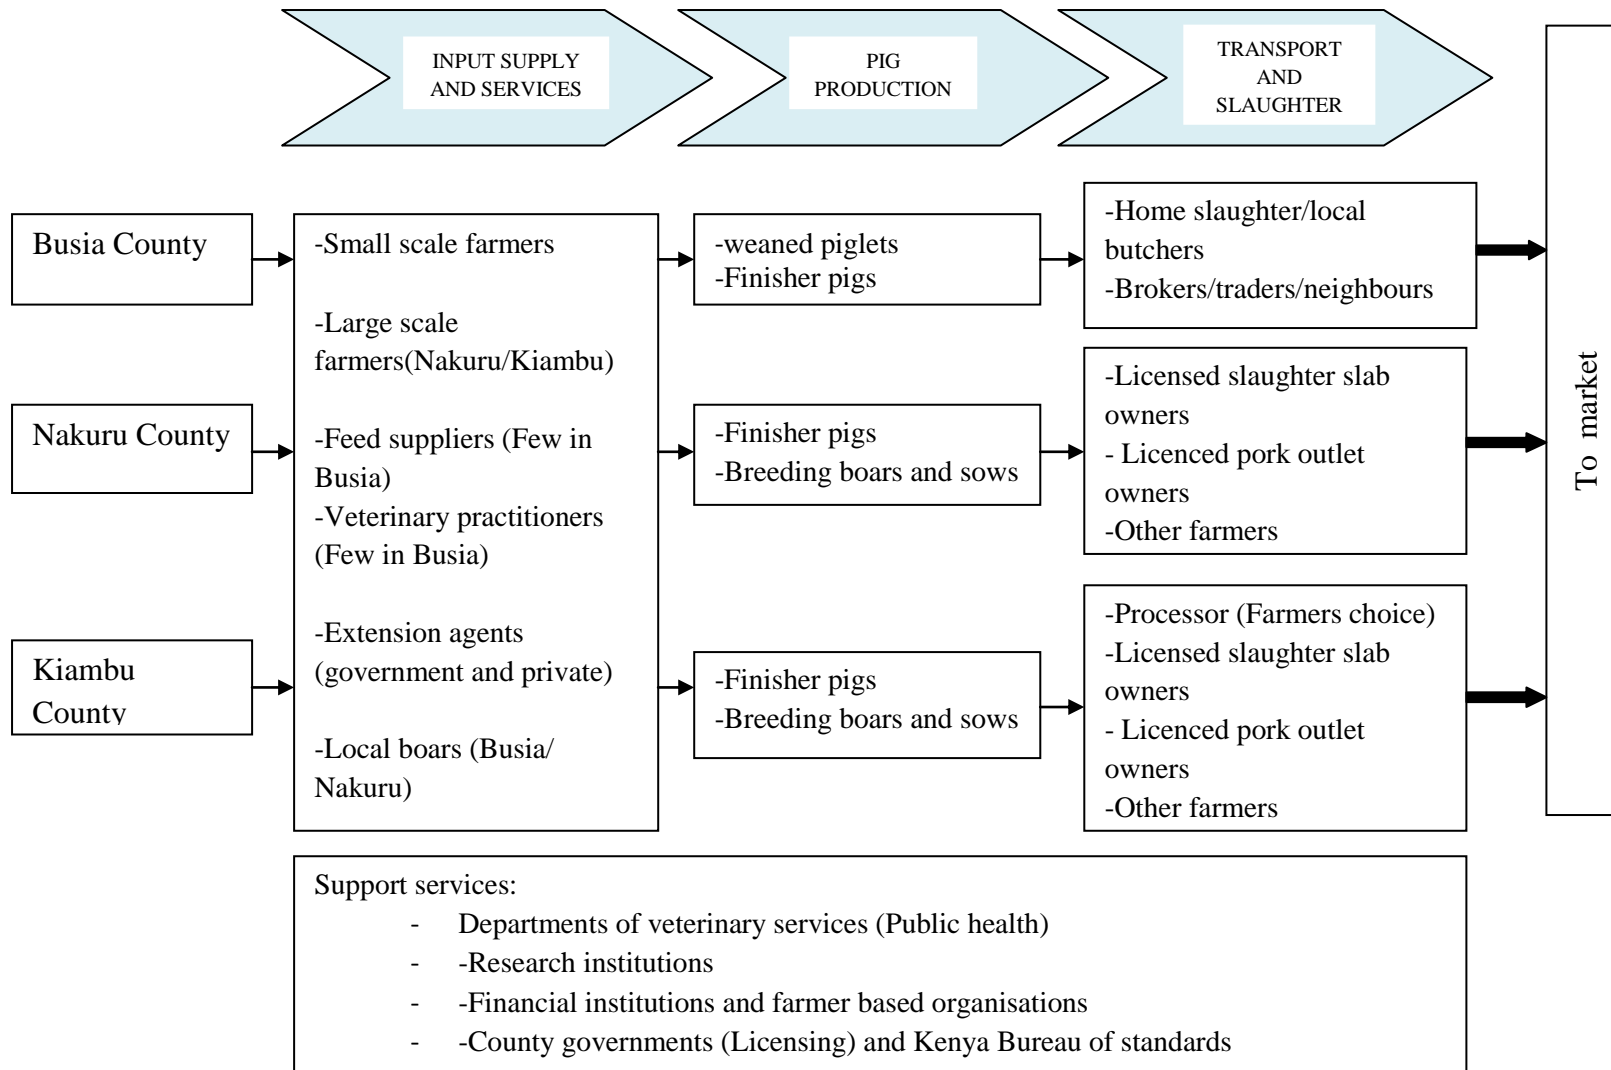 INPUT SUPPLY
AND SERVICES
PIG
PRODUCTION
TRANSPORT
AND
SLAUGHTER
Busia County
Nakuru County
Kiambu
County
-Small scale farmers
-Large scale
farmers(Nakuru/Kiambu)
-Feed suppliers (Few in
Busia)
-Veterinary practitioners
(Few in Busia)
-Extension agents
(government and private)
-Local boars (Busia/
Nakuru)
-weaned piglets
-Finisher pigs
-Finisher pigs
-Breeding boars and sows
-Finisher pigs
-Breeding boars and sows
-Home slaughter/local
butchers
-Brokers/traders/neighbours
-Licensed slaughter slab
owners
- Licenced pork outlet
owners
-Other farmers
-Processor (Farmers choice)
-Licensed slaughter slab
owners
- Licenced pork outlet
owners
-Other farmers
To market
Support services:
- Departments of veterinary services (Public health)
- -Research institutions
- -Financial institutions and farmer based organisations
- -County governments (Licensing) and Kenya Bureau of standards